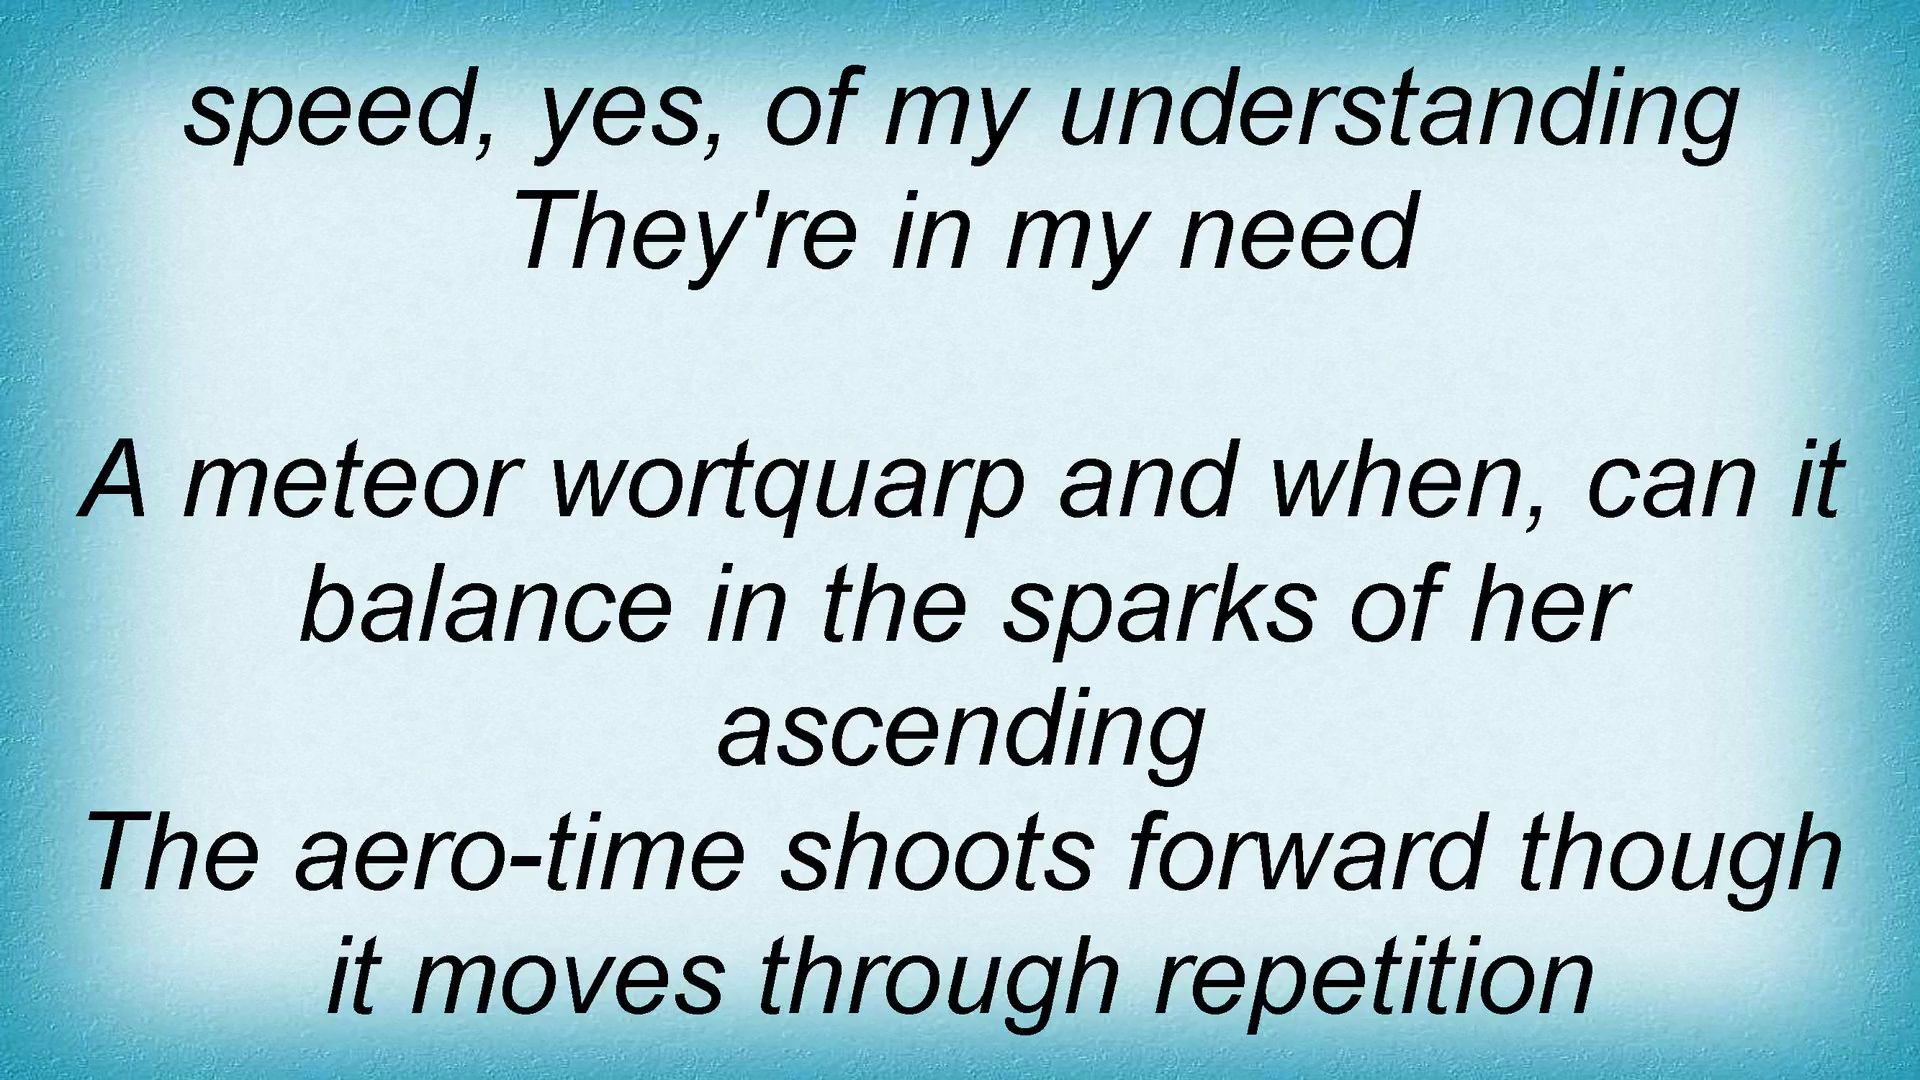 speed, yes, of my understanding
They're in my need
A meteor wortquarp and when, can it
balance in the sparks of her
ascending
The aero-time shoots forward though
it moves through repetition